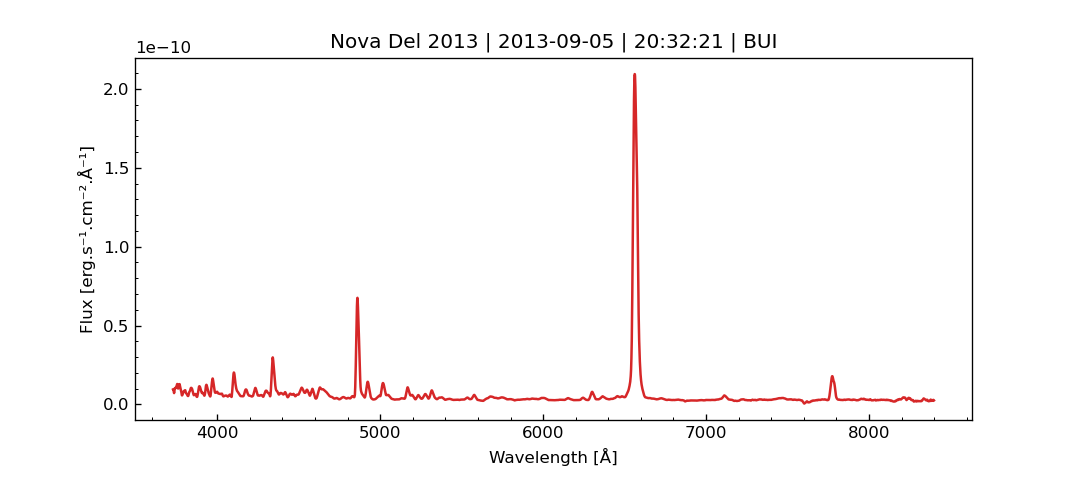 Nova Del 2013 | 2013-09-05 | 20:32:21 | BUI
1e−10
2.0
1.5
1.0
0.5
0.0
Flux [erg.s⁻¹.cm⁻².Å⁻¹]
4000 5000 6000 7000 8000
Wavelength [Å]